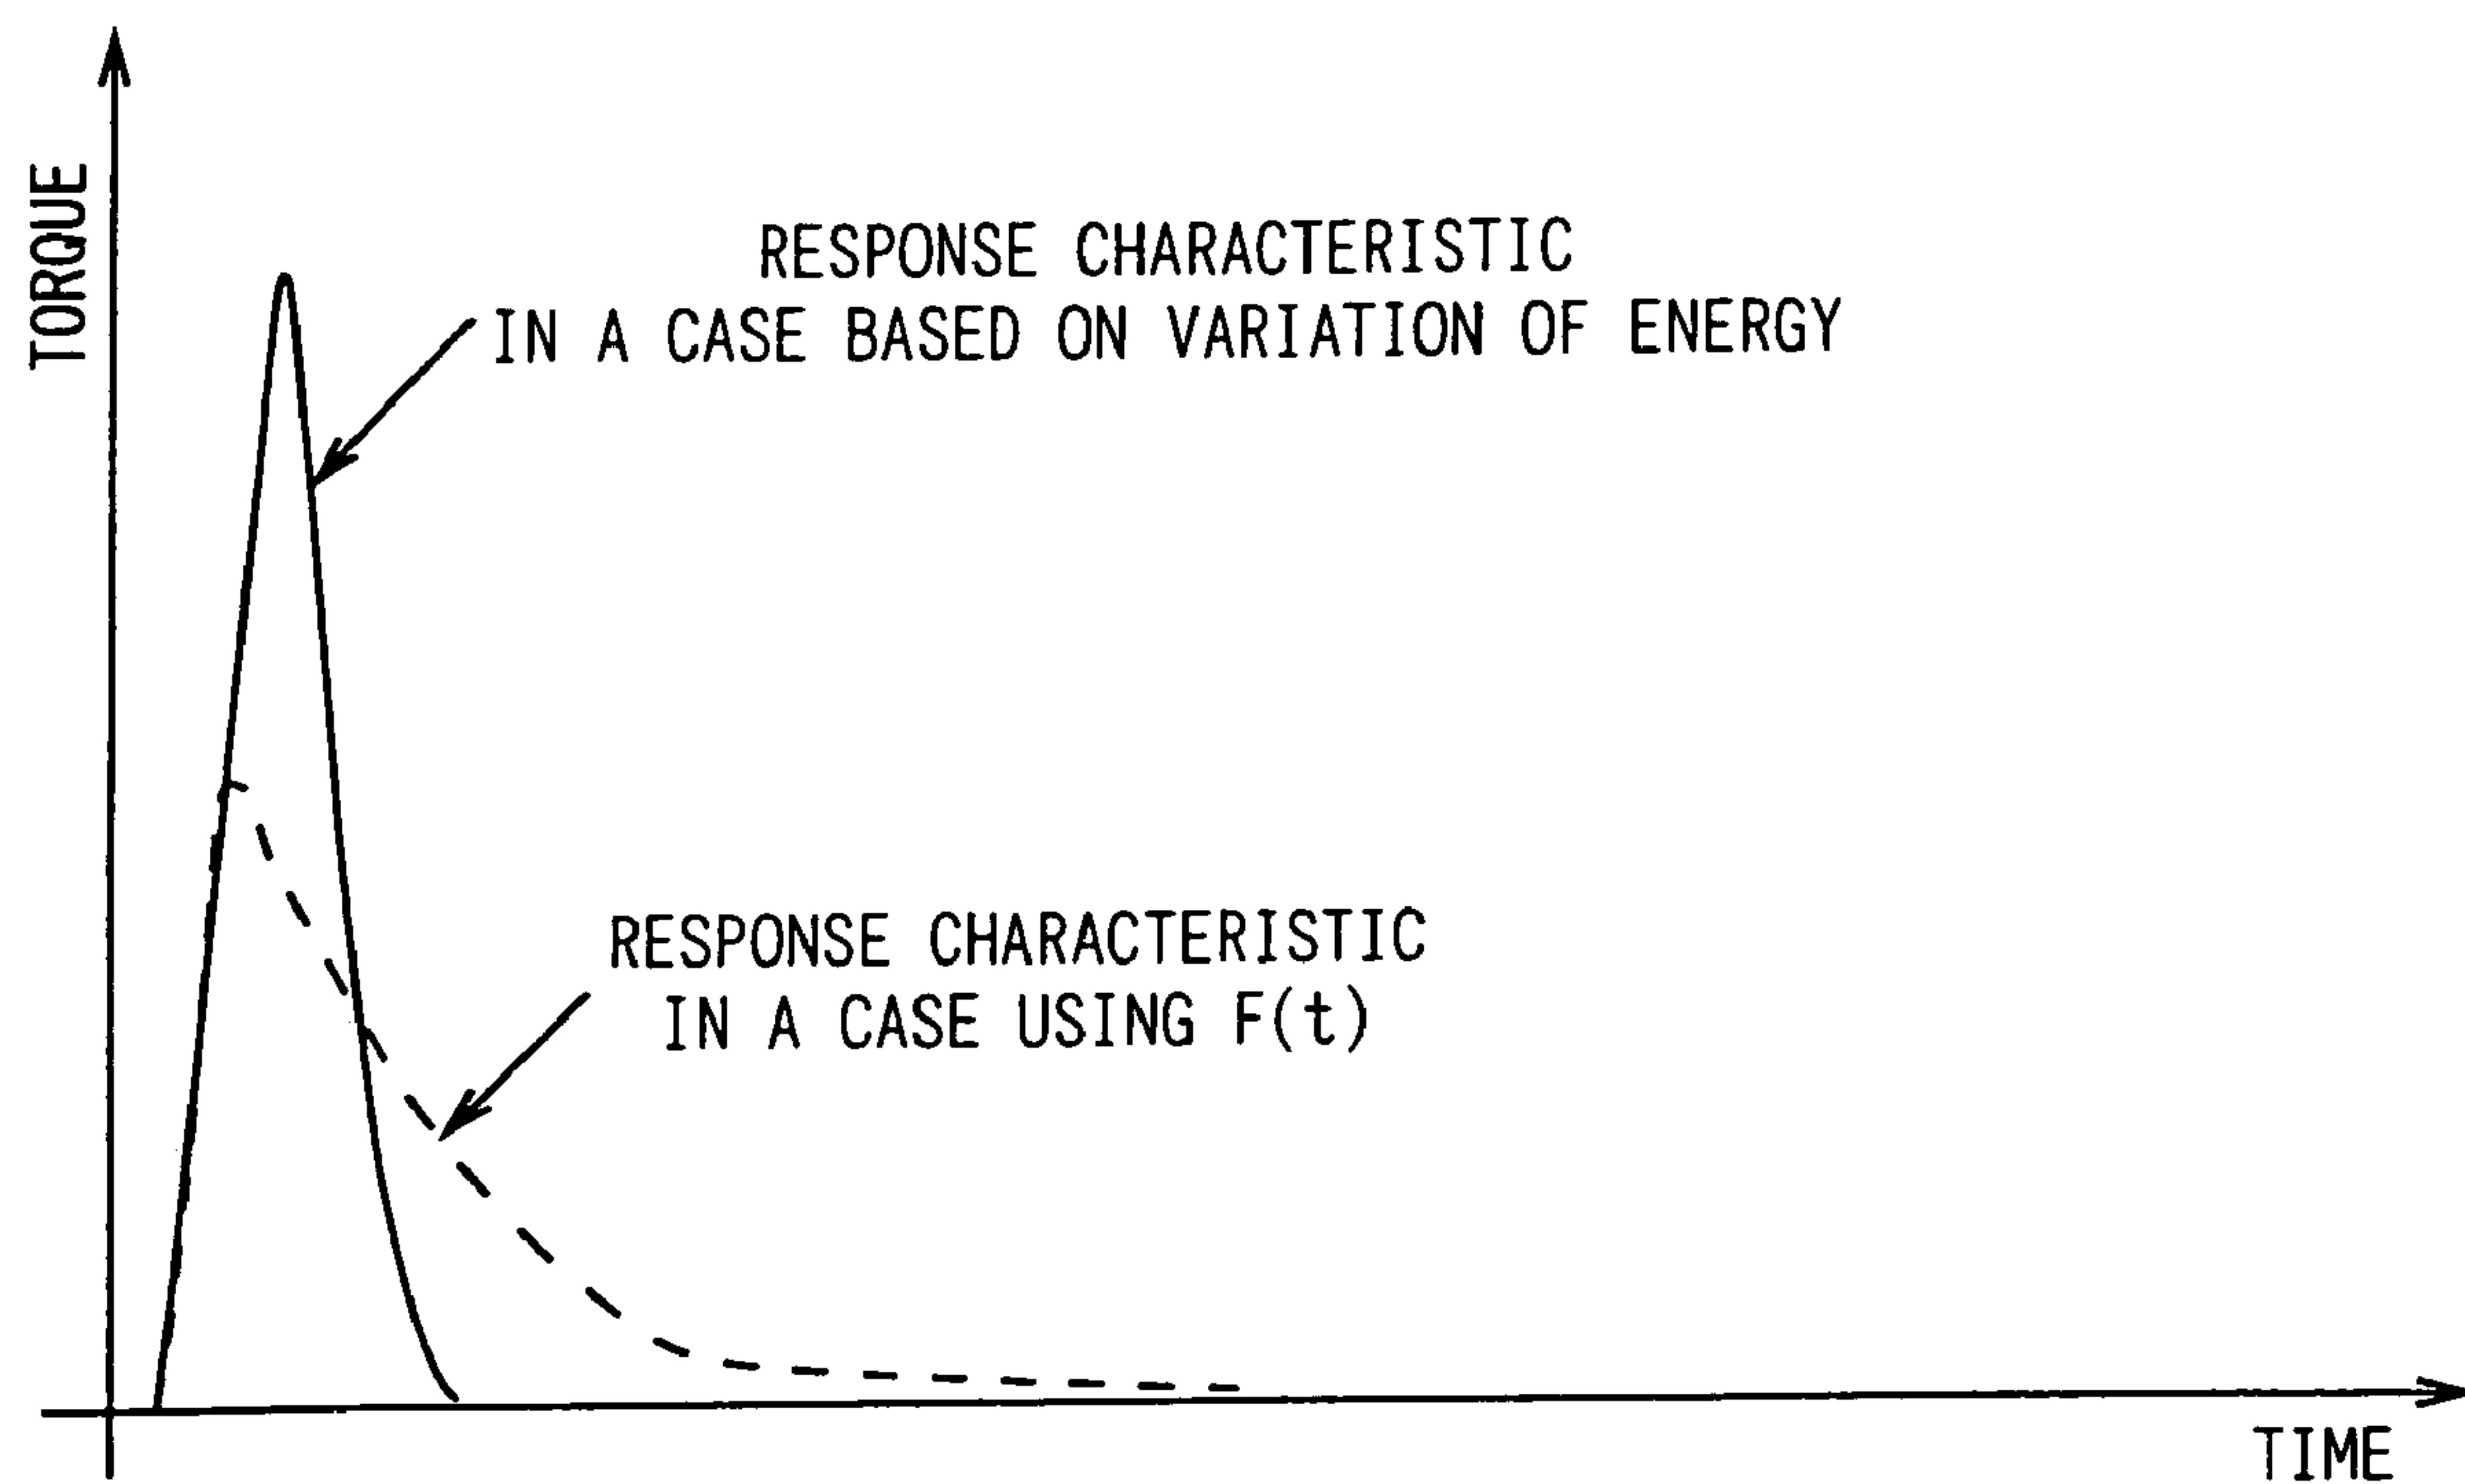 TORQUE
RESPONSE CHARACTERISTIC
IN A CASE BASED ON VARIATION OF ENERGY
RESPONSE CHARACTERISTIC
IN A CASE USING F(t)
TIME